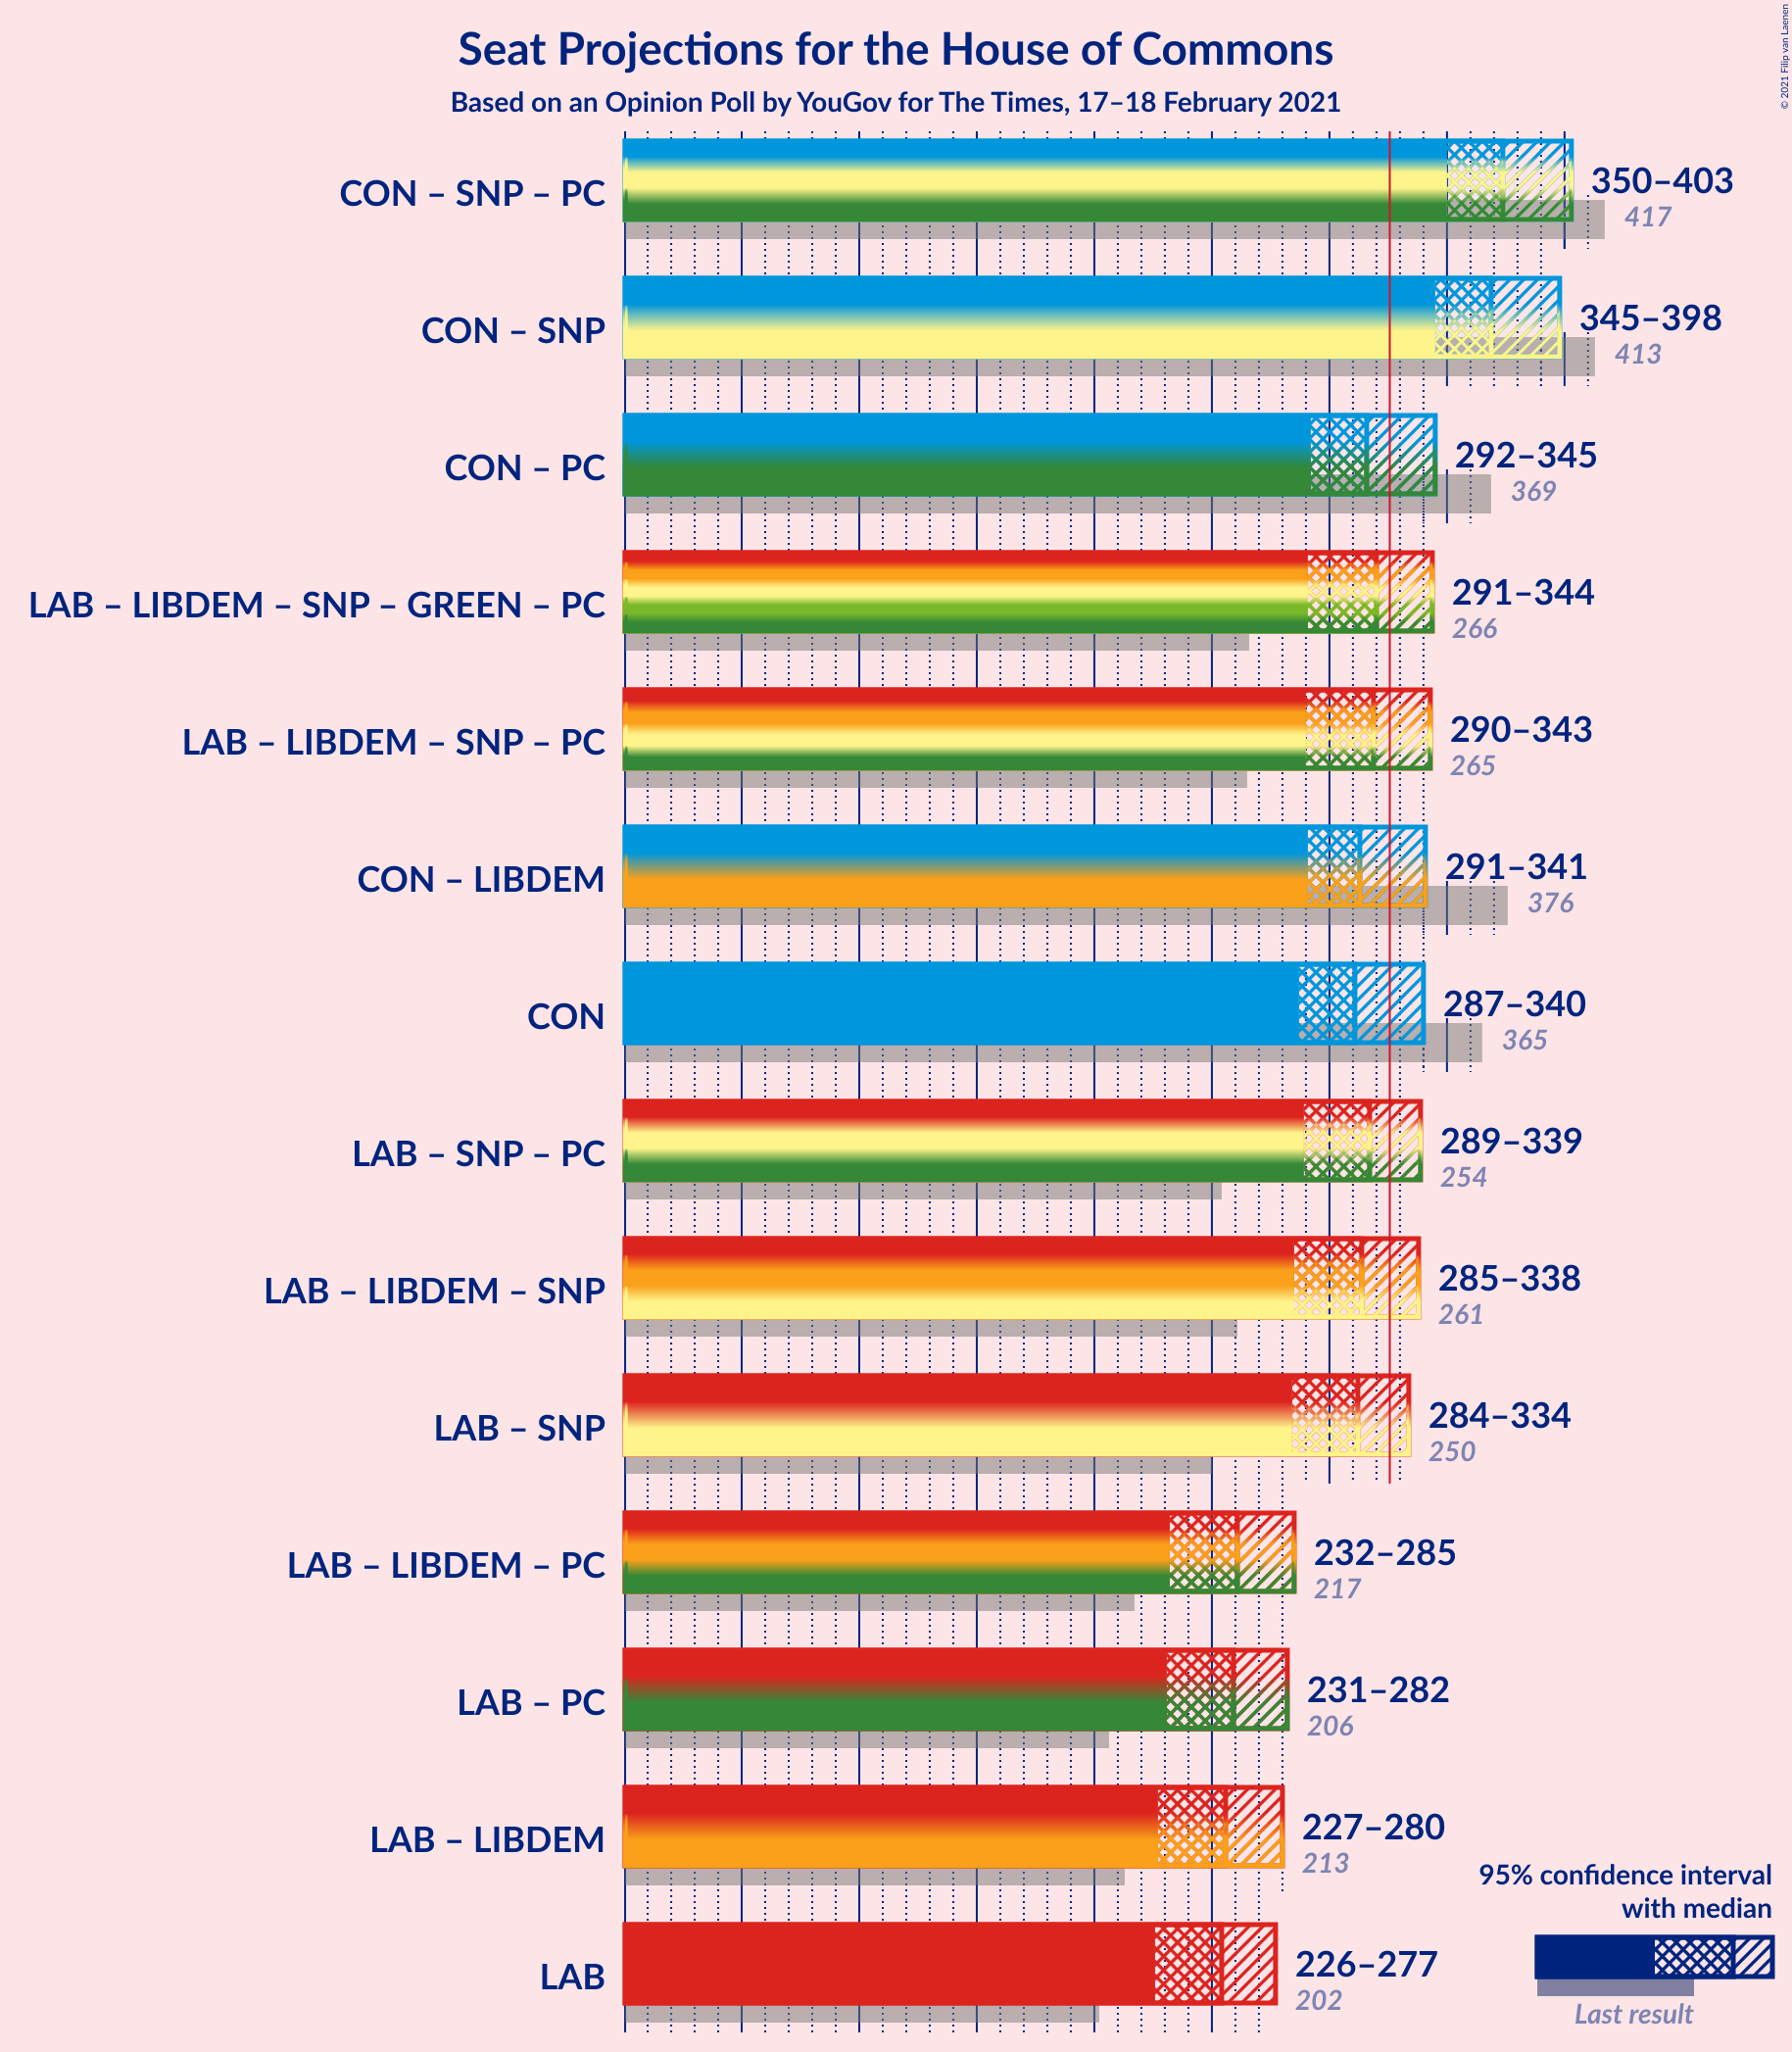 Seat Projections for the House of Commons
Based on an Opinion Poll by YouGov for The Times, 17–18 February 2021
© 2021 Filip van Laenen
CON – SNP – PC
350–403
417
CON – SNP
345–398
413
CON – PC
292–345
369
LAB – LIBDEM – SNP – GREEN – PC
291–344
266
LAB – LIBDEM – SNP – PC
290–343
265
CON – LIBDEM
291–341
376
CON
287–340
365
LAB – SNP – PC
289–339
254
LAB – LIBDEM – SNP
285–338
261
LAB – SNP
284–334
250
LAB – LIBDEM – PC
232–285
217
LAB – PC
231–282
206
LAB – LIBDEM
227–280
213
LAB
226–277
202
95% confidence interval
with median
Last result